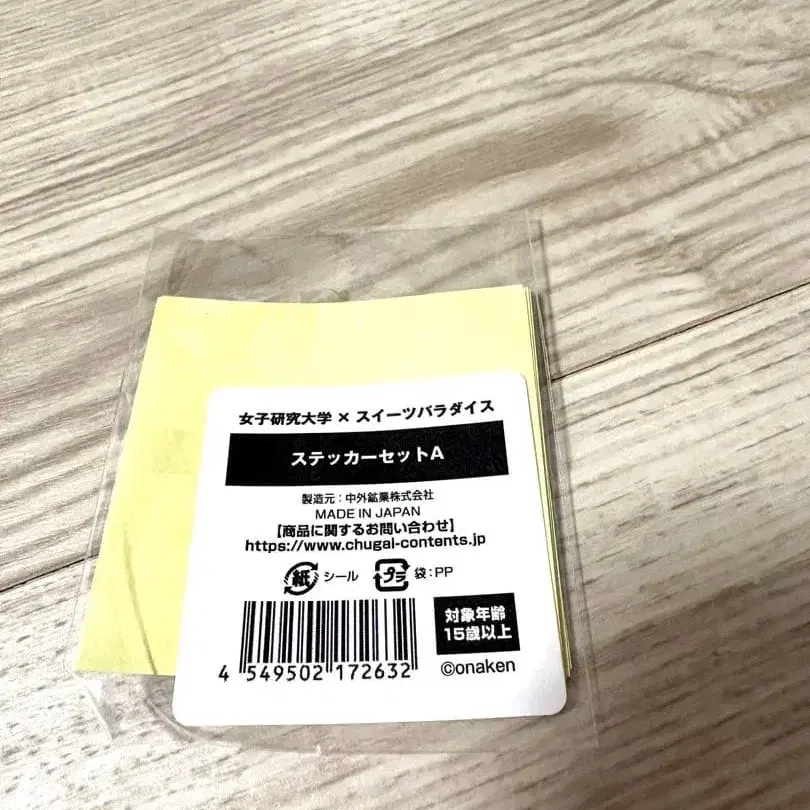 女子研究大学 × スイーツパラダイス
ステッカーセットA
製造元:中外鉱業株式会社
MADE IN JAPAN
【商品に関するお問い合わせ】
https://www.chugai-contents.jp
紙 シール プラ 袋:PP
対象年齢
15歳以上
4 549502 172632
©onaken